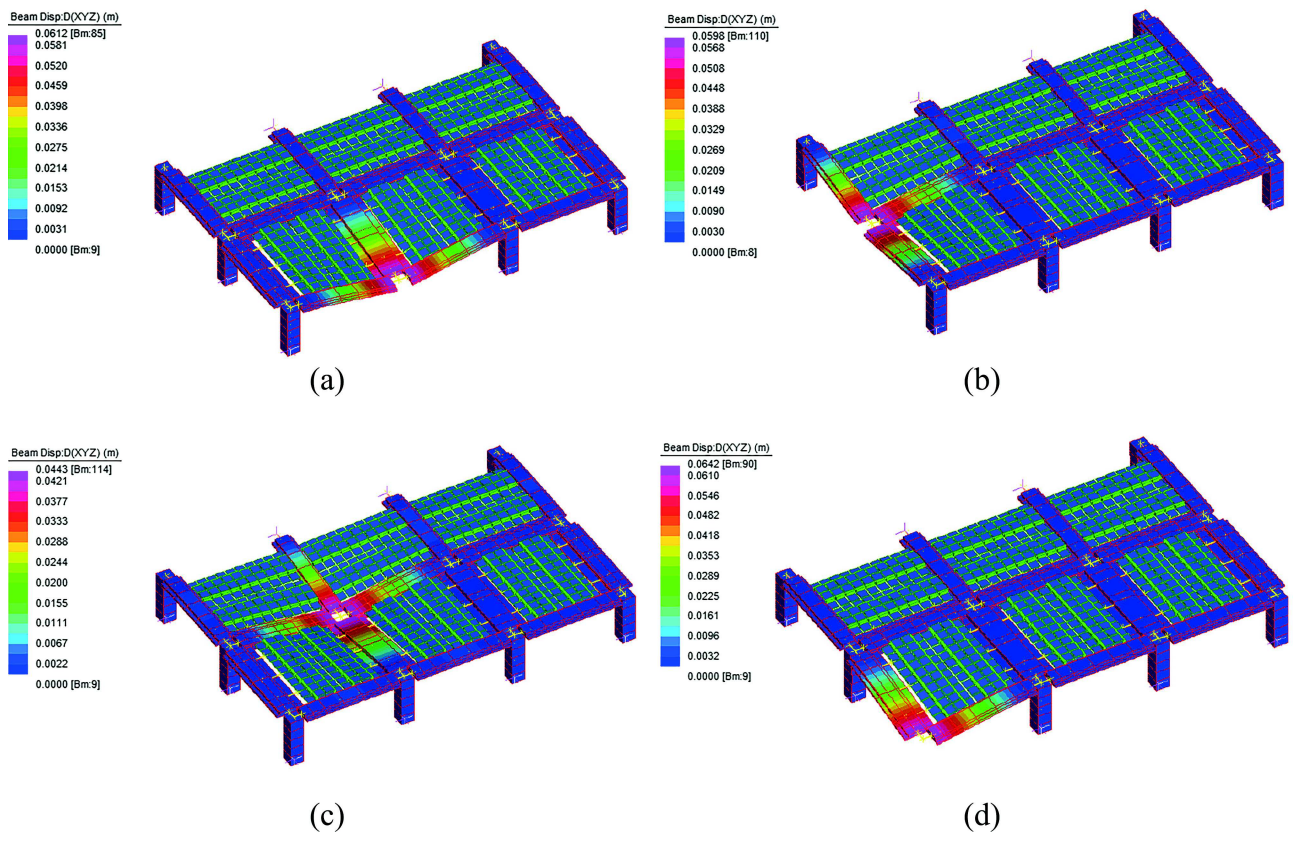 Beam Disp:D(XYZ) (m)
0.0612 [Bm:85]
0.0581
0.0520
0.0459
0.0398
0.0336
0.0275
0.0214
0.0153
0.0092
0.0031
0.0000 [Bm:9]
(a)
Beam Disp:D(XYZ) (m)
0.0598 [Bm:110]
0.0568
0.0508
0.0448
0.0388
0.0329
0.0269
0.0209
0.0149
0.0090
0.0030
0.0000 [Bm:8]
(b)
Beam Disp:D(XYZ) (m)
0.0443 [Bm:114]
0.0421
0.0377
0.0333
0.0288
0.0244
0.0200
0.0155
0.0111
0.0067
0.0022
0.0000 [Bm:9]
(c)
Beam Disp:D(XYZ) (m)
0.0642 [Bm:90]
0.0610
0.0546
0.0482
0.0418
0.0353
0.0289
0.0225
0.0161
0.0096
0.0032
0.0000 [Bm:9]
(d)